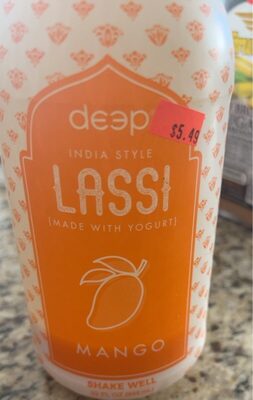 deep
$5.49
INDIA STYLE
LASSI
(MADE WITH YOGURT)
MANGO
SHAKE WELL